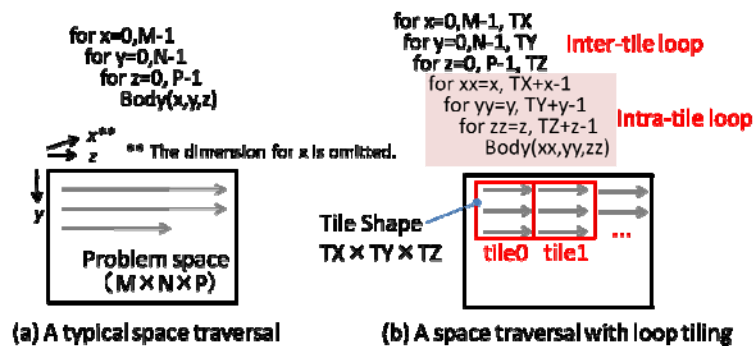 for x=0,M-1
for y=0,N-1
for z=0, P-1
Body(x,y,z)
x**
z
** The dimension for x is omitted.
y
Problem space
(M×N×P)
(a) A typical space traversal
for x=0,M-1, TX
for y=0,N-1, TY
for z=0, P-1, TZ
Inter-tile loop
for xx=x, TX+x-1
for yy=y, TY+y-1
for zz=z, TZ+z-1
Body(xx,yy,zz)
Intra-tile loop
Tile Shape
TX×TY×TZ
tile0 tile1
...
(b) A space traversal with loop tiling